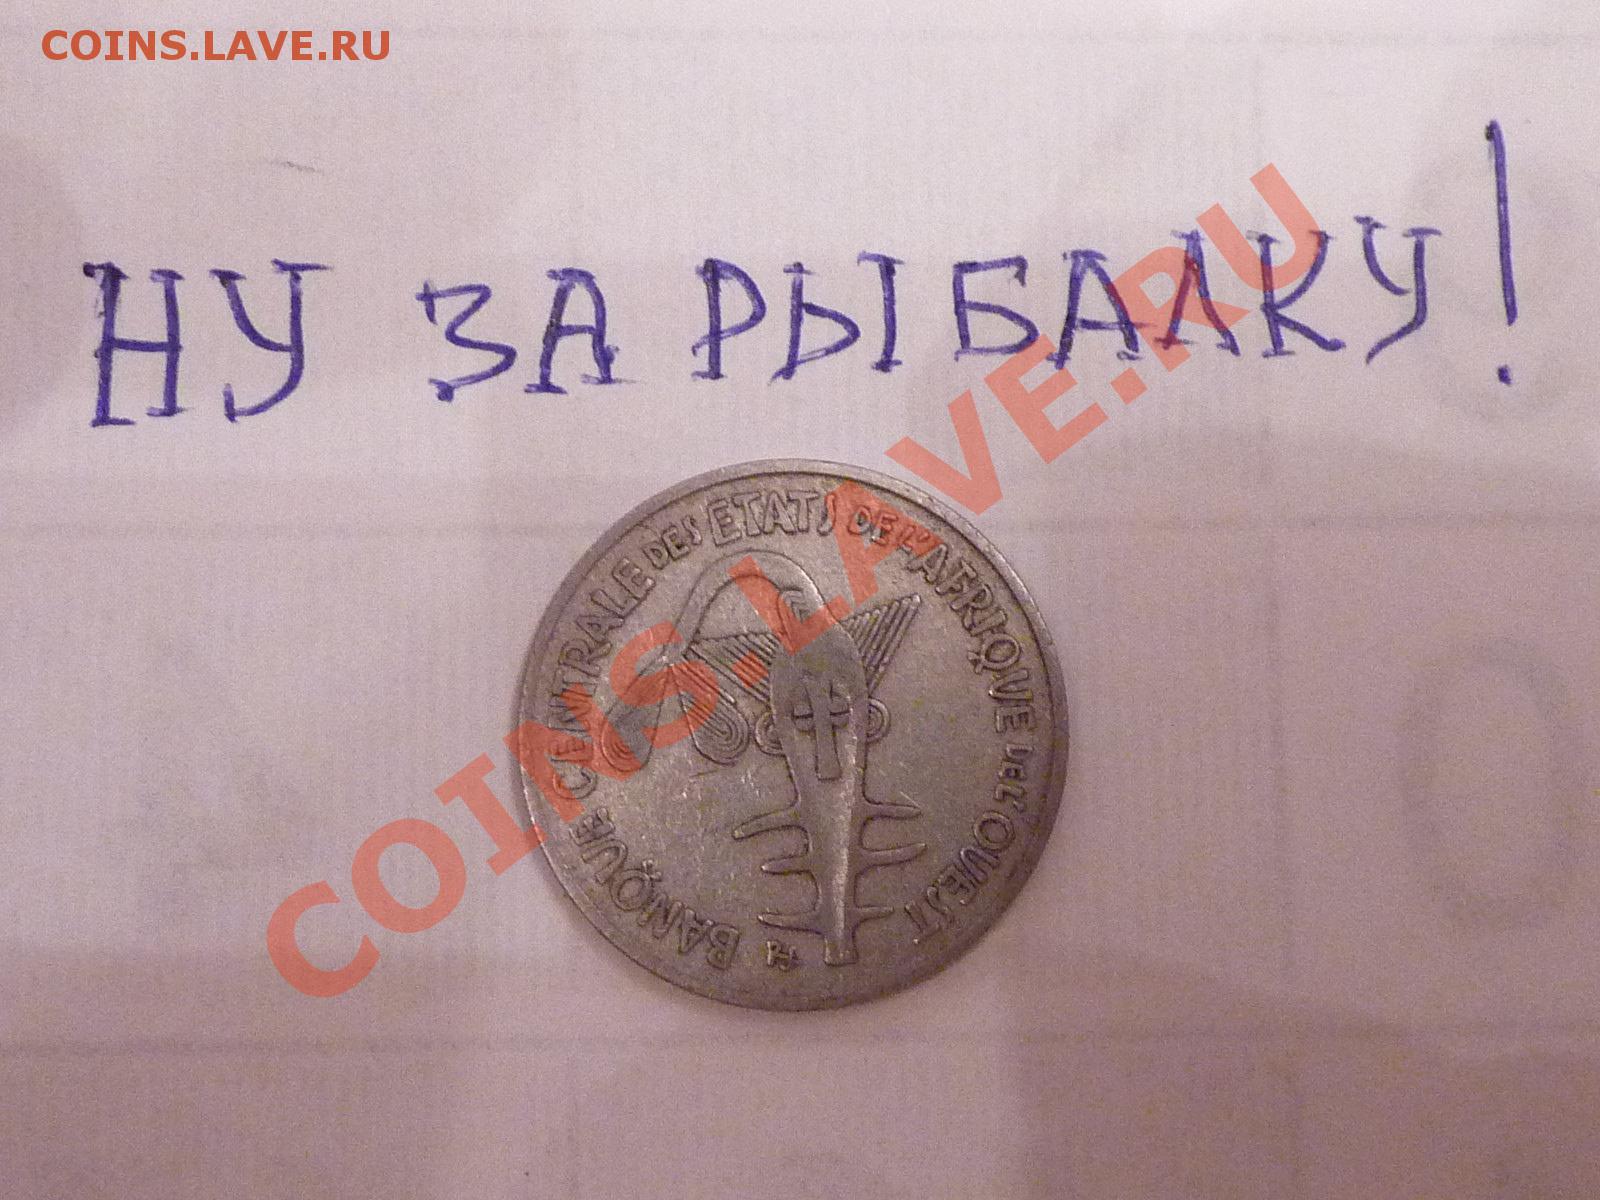 COINS.LAVE.RU
НУ ЗА РЫБАЛКУ!
BANQUE CENTRALE DES ETATS DE L'AFRIQUE DE L'OUEST
COINS.LAVE.RU